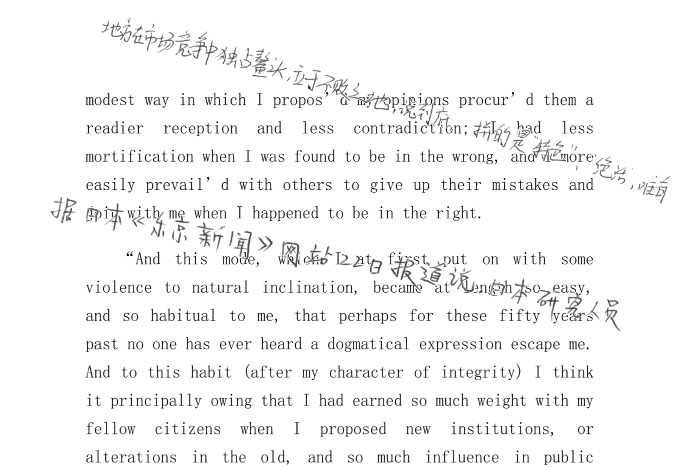 地方在市场竞争中独占鳌头,立于不败之地,说到底
拼的是“特色”、“绝活”,唯有
modest way in which I propos’d my opinions procur’d them a
readier reception and less contradiction; I had less
mortification when I was found to be in the wrong, and I more
easily prevail’d with others to give up their mistakes and
join with me when I happened to be in the right.
据日本《东京新闻》网站122日报道说,日本研究人员
“And this mode, which I at first put on with some
violence to natural inclination, became at length so easy,
and so habitual to me, that perhaps for these fifty years
past no one has ever heard a dogmatical expression escape me.
And to this habit (after my character of integrity) I think
it principally owing that I had earned so much weight with my
fellow citizens when I proposed new institutions, or
alterations in the old, and so much influence in public